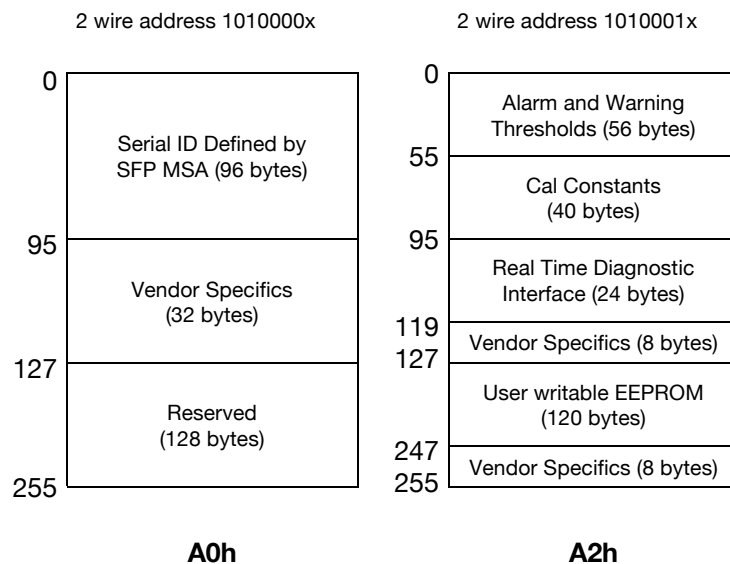 2 wire address 1010000x
0
Serial ID Defined by
SFP MSA (96 bytes)
95
Vendor Specifics
(32 bytes)
127
Reserved
(128 bytes)
255
A0h
2 wire address 1010001x
0
Alarm and Warning
Thresholds (56 bytes)
55
Cal Constants
(40 bytes)
95
Real Time Diagnostic
Interface (24 bytes)
119
Vendor Specifics (8 bytes)
127
User writable EEPROM
(120 bytes)
247
Vendor Specifics (8 bytes)
255
A2h